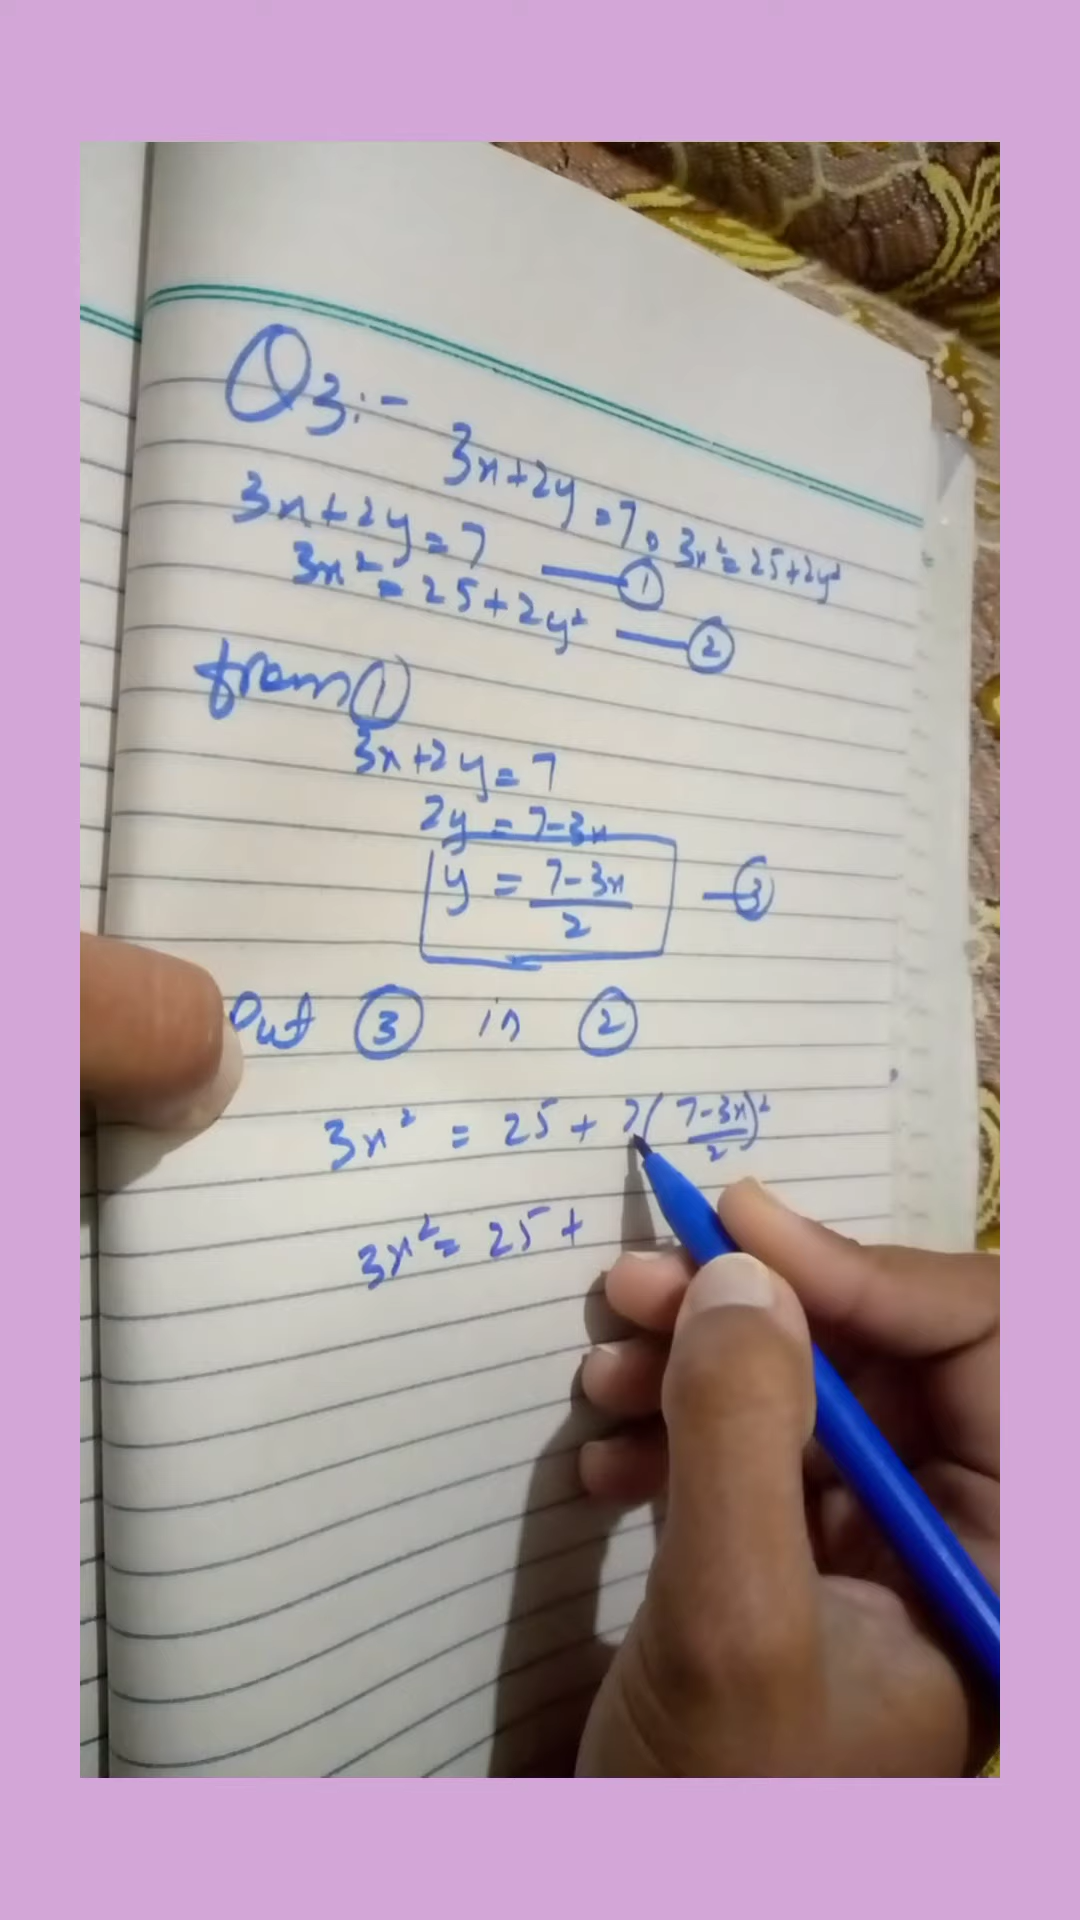 Q3:- 3x+2y=7, 3x²=25+2y²
3x+2y=7 — ①
3x²=25+2y² — ②
from ①
3x+2y=7
2y=7-3x
y = (7-3x)/2 — ③
Put ③ in ②
3x² = 25 + 2((7-3x)/2)²
3x² = 25 +